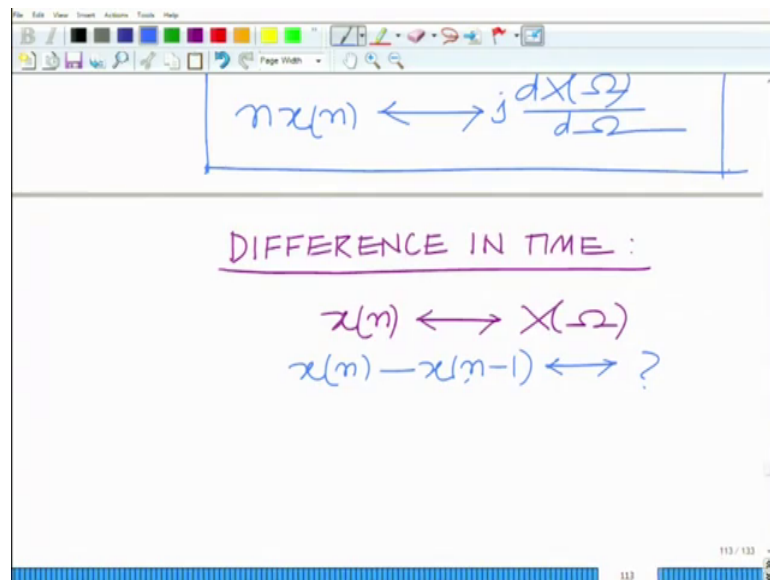 File Edit View Insert Actions Tools Help
B I
Page Width
n x(n) ⟷ j dX(Ω)/dΩ
DIFFERENCE IN TIME :
x(n) ⟷ X(Ω)
x(n) — x(n-1) ⟷ ?
113 / 133
113